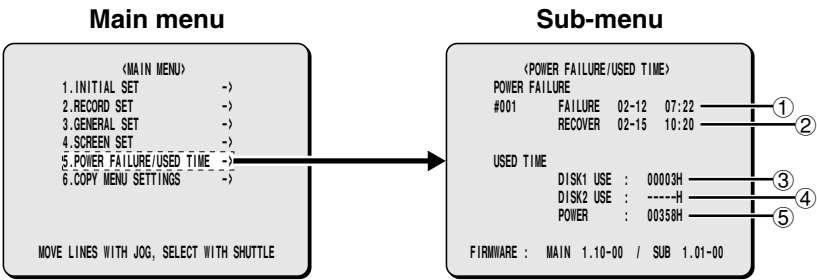 Main menu
<MAIN MENU>
1.INITIAL SET ->
2.RECORD SET ->
3.GENERAL SET ->
4.SCREEN SET ->
5.POWER FAILURE/USED TIME ->
6.COPY MENU SETTINGS ->
MOVE LINES WITH JOG, SELECT WITH SHUTTLE
Sub-menu
<POWER FAILURE/USED TIME>
POWER FAILURE
#001 FAILURE 02-12 07:22 ①
RECOVER 02-15 10:20 ②
USED TIME
DISK1 USE : 00003H ③
DISK2 USE : -----H ④
POWER : 00358H ⑤
FIRMWARE : MAIN 1.10-00 / SUB 1.01-00